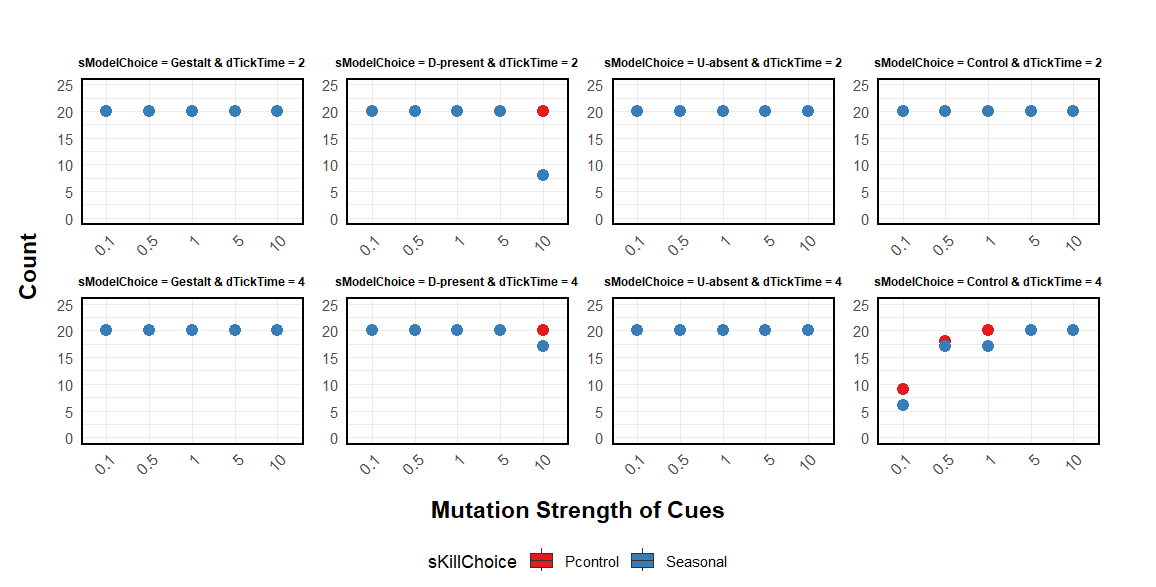 sModelChoice = Gestalt & dTickTime = 2
sModelChoice = D-present & dTickTime = 2
sModelChoice = U-absent & dTickTime = 2
sModelChoice = Control & dTickTime = 2
25 25 25 25
20 20 20 20
15 15 15 15
10 10 10 10
5 5 5 5
0 0 0 0
0.1 0.5 1 5 10 0.1 0.5 1 5 10 0.1 0.5 1 5 10 0.1 0.5 1 5 10
Count
sModelChoice = Gestalt & dTickTime = 4
sModelChoice = D-present & dTickTime = 4
sModelChoice = U-absent & dTickTime = 4
sModelChoice = Control & dTickTime = 4
25 25 25 25
20 20 20 20
15 15 15 15
10 10 10 10
5 5 5 5
0 0 0 0
0.1 0.5 1 5 10 0.1 0.5 1 5 10 0.1 0.5 1 5 10 0.1 0.5 1 5 10
Mutation Strength of Cues
sKillChoice Pcontrol Seasonal